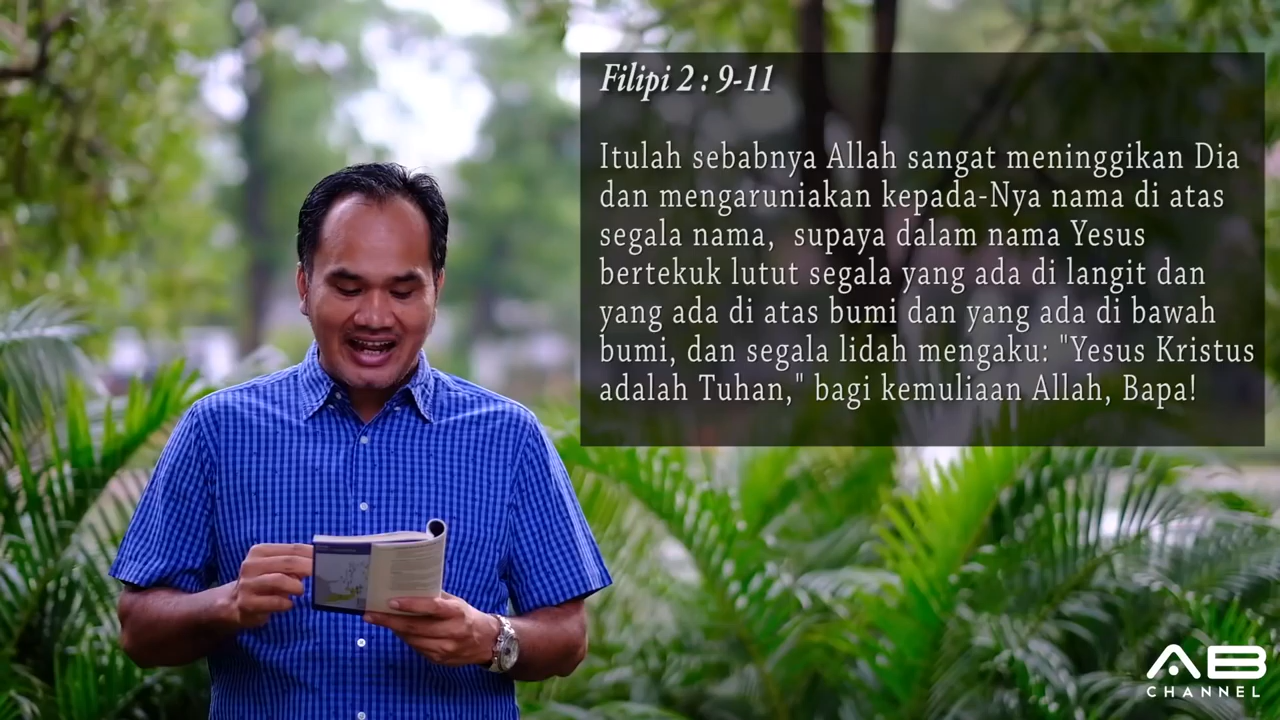 Filipi 2 : 9-11
Itulah sebabnya Allah sangat meninggikan Dia
dan mengaruniakan kepada-Nya nama di atas
segala nama,  supaya dalam nama Yesus
bertekuk lutut segala yang ada di langit dan
yang ada di atas bumi dan yang ada di bawah
bumi, dan segala lidah mengaku: "Yesus Kristus
adalah Tuhan," bagi kemuliaan Allah, Bapa!
AB
CHANNEL